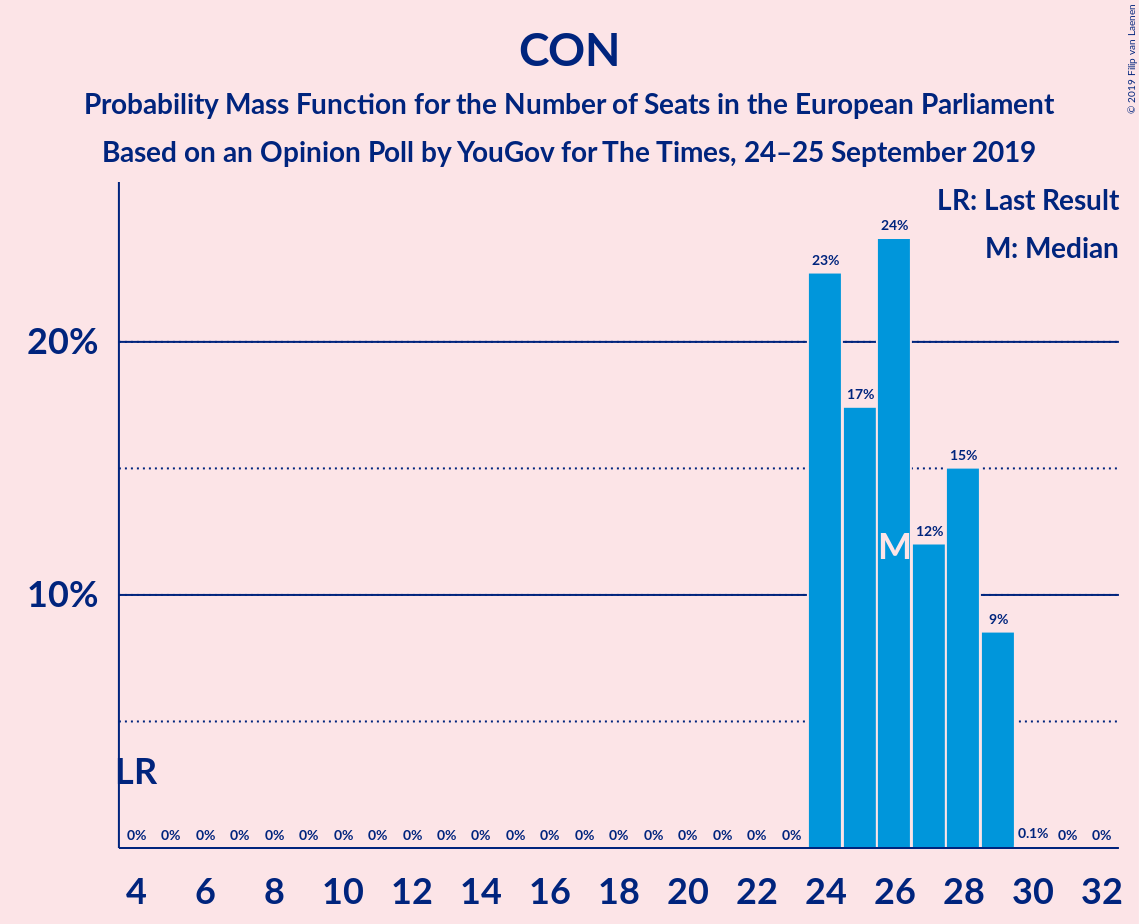 CON
Probability Mass Function for the Number of Seats in the European Parliament
Based on an Opinion Poll by YouGov for The Times, 24–25 September 2019
© 2019 Filip van Laenen
LR: Last Result
M: Median
24%
23%
20%
17%
15%
12%
M
10%
9%
LR
0% 0% 0% 0% 0% 0% 0% 0% 0% 0% 0% 0% 0% 0% 0% 0% 0% 0% 0% 0% 0.1% 0% 0%
4 6 8 10 12 14 16 18 20 22 24 26 28 30 32